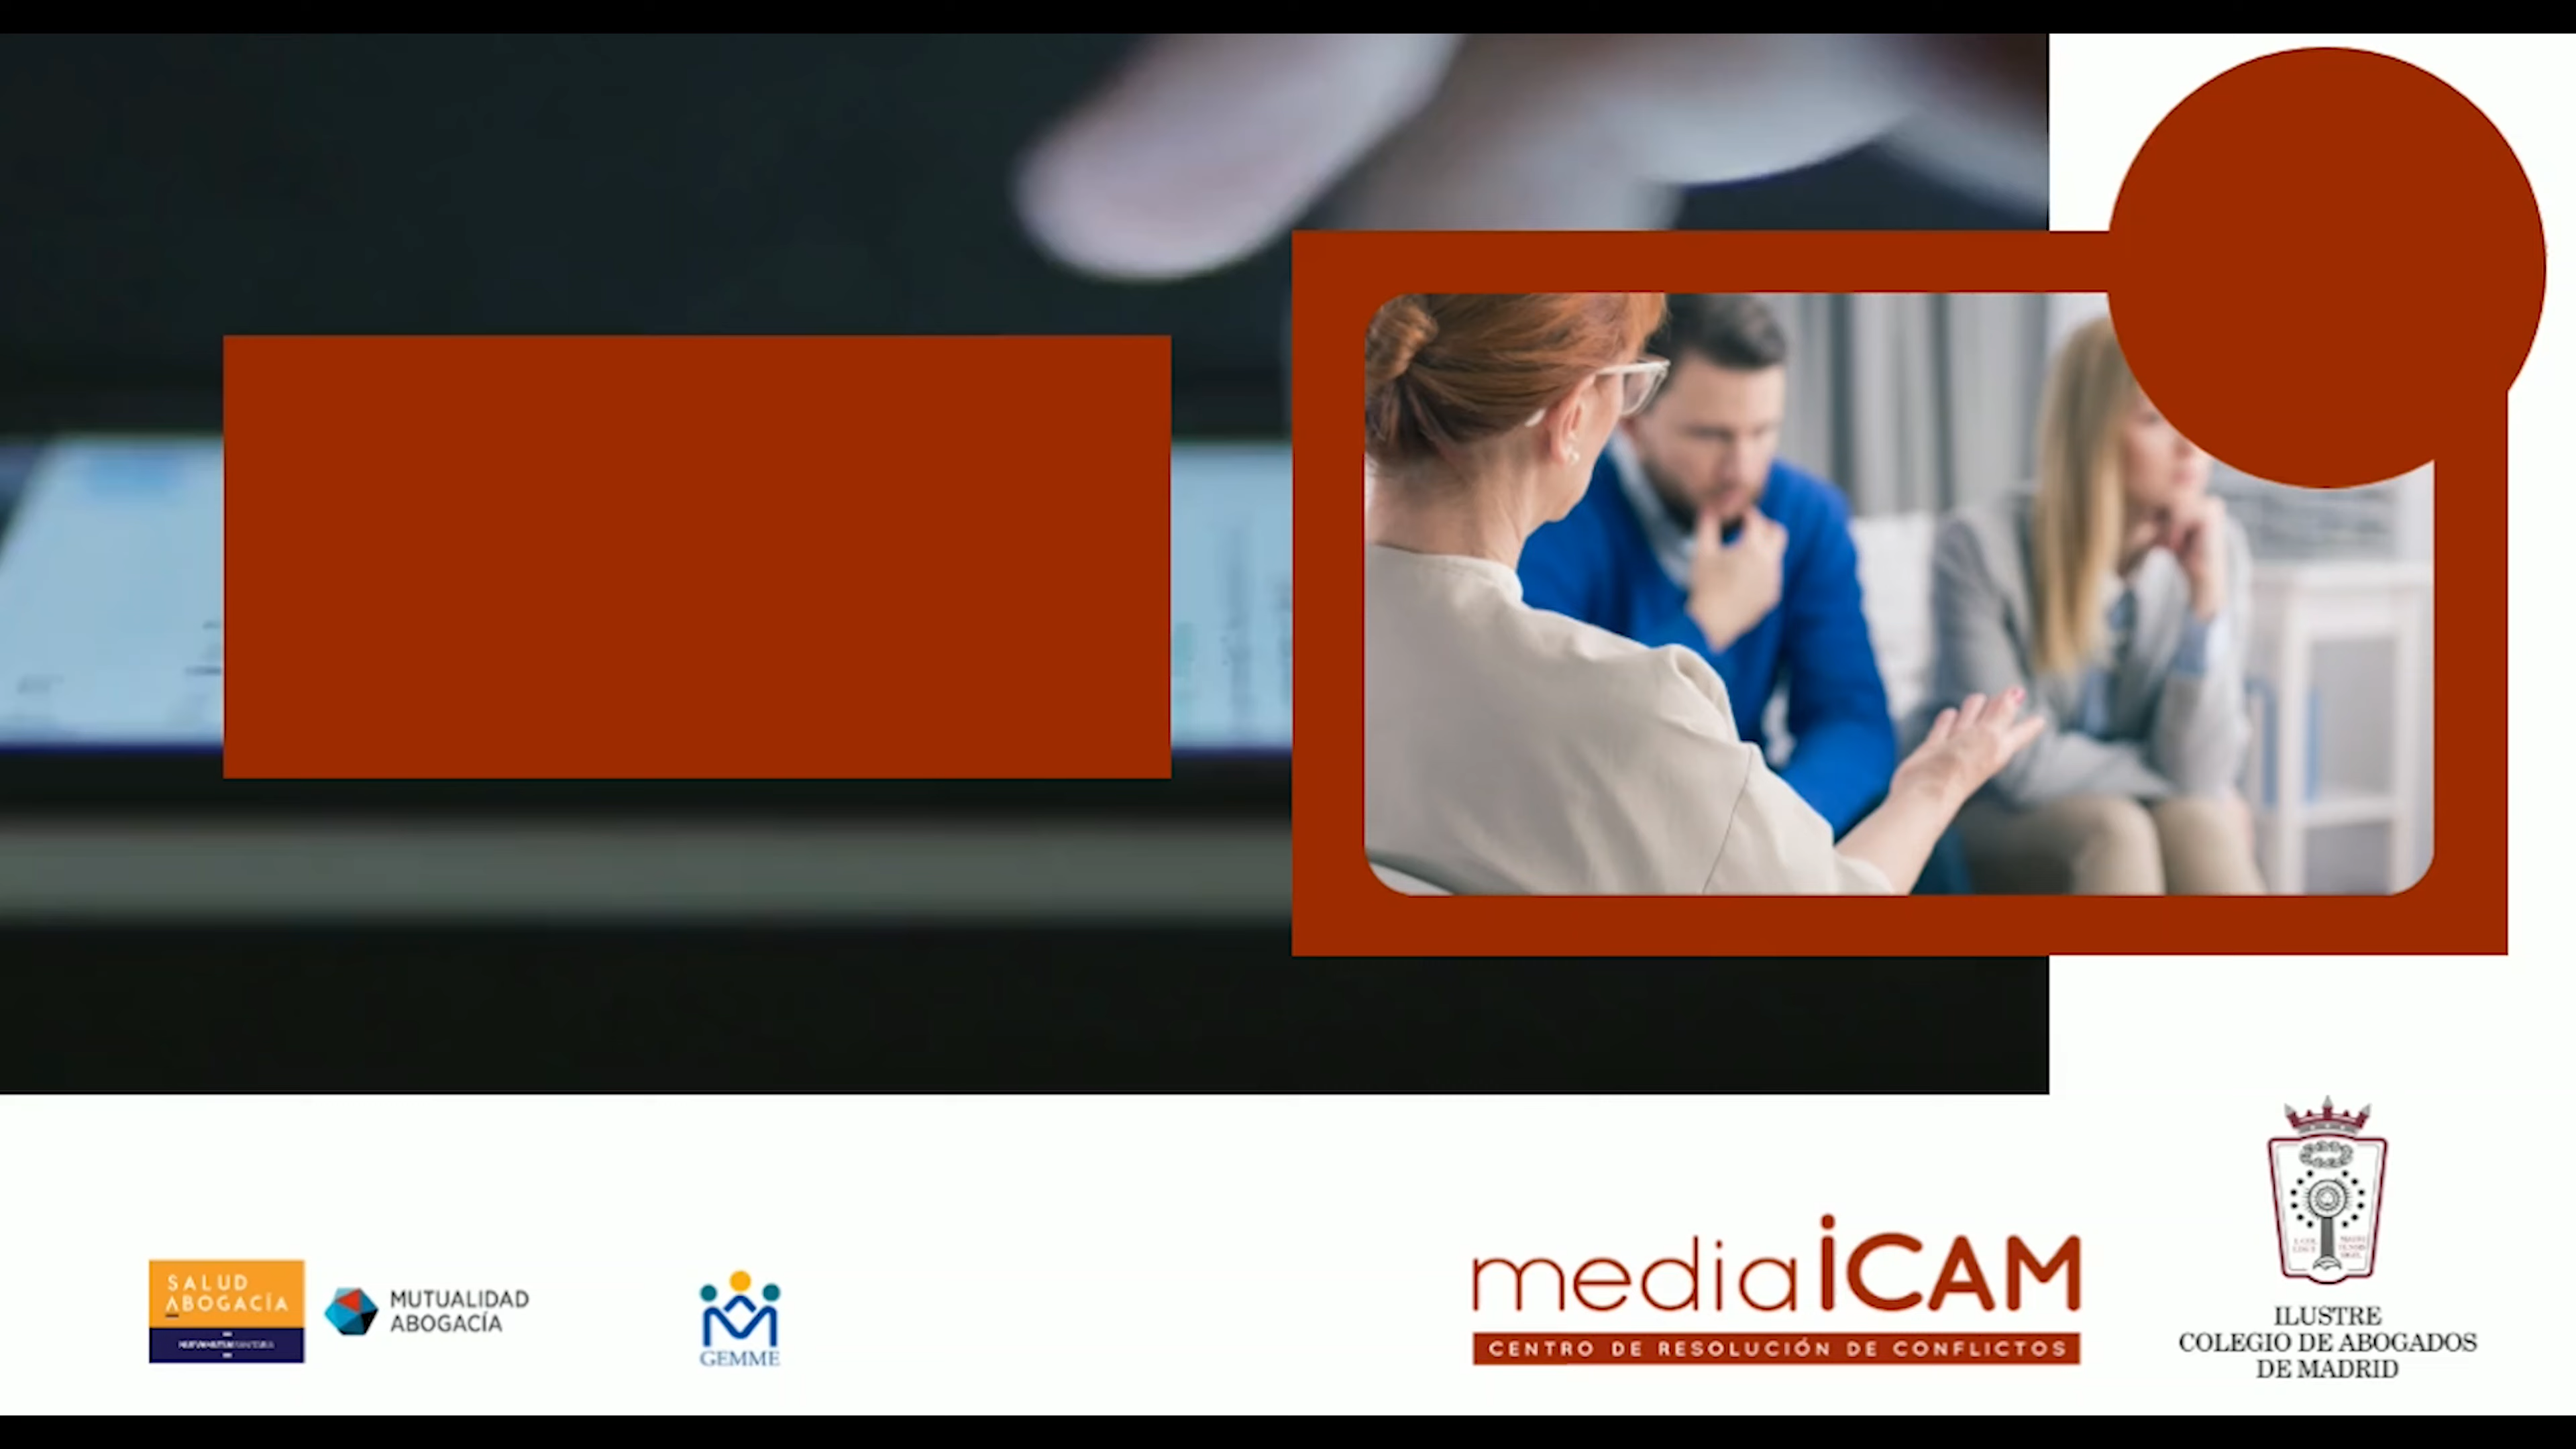 SALUD
ABOGACÍA
MUTUALIDAD
ABOGACÍA
GEMME
mediaiCAM
CENTRO DE RESOLUCIÓN DE CONFLICTOS
ILUSTRE
COLEGIO DE ABOGADOS
DE MADRID